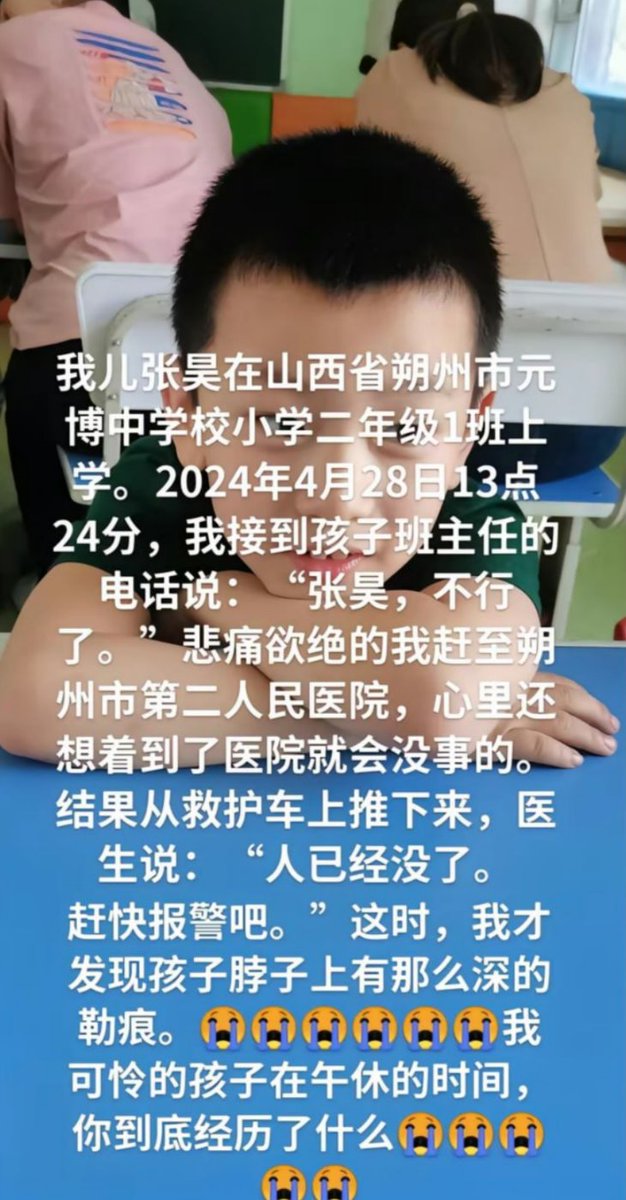 我儿张昊在山西省朔州市元
博中学校小学二年级1班上
学。2024年4月28日13点
24分，我接到孩子班主任的
电话说：“张昊，不行
了。”悲痛欲绝的我赶至朔
州市第二人民医院，心里还
想着到了医院就会没事的。
结果从救护车上推下来，医
生说：“人已经没了。
赶快报警吧。”这时，我才
发现孩子脖子上有那么深的
勒痕。😭😭😭😭😭😭我
可怜的孩子在午休的时间，
你到底经历了什么😭😭😭
😭😭